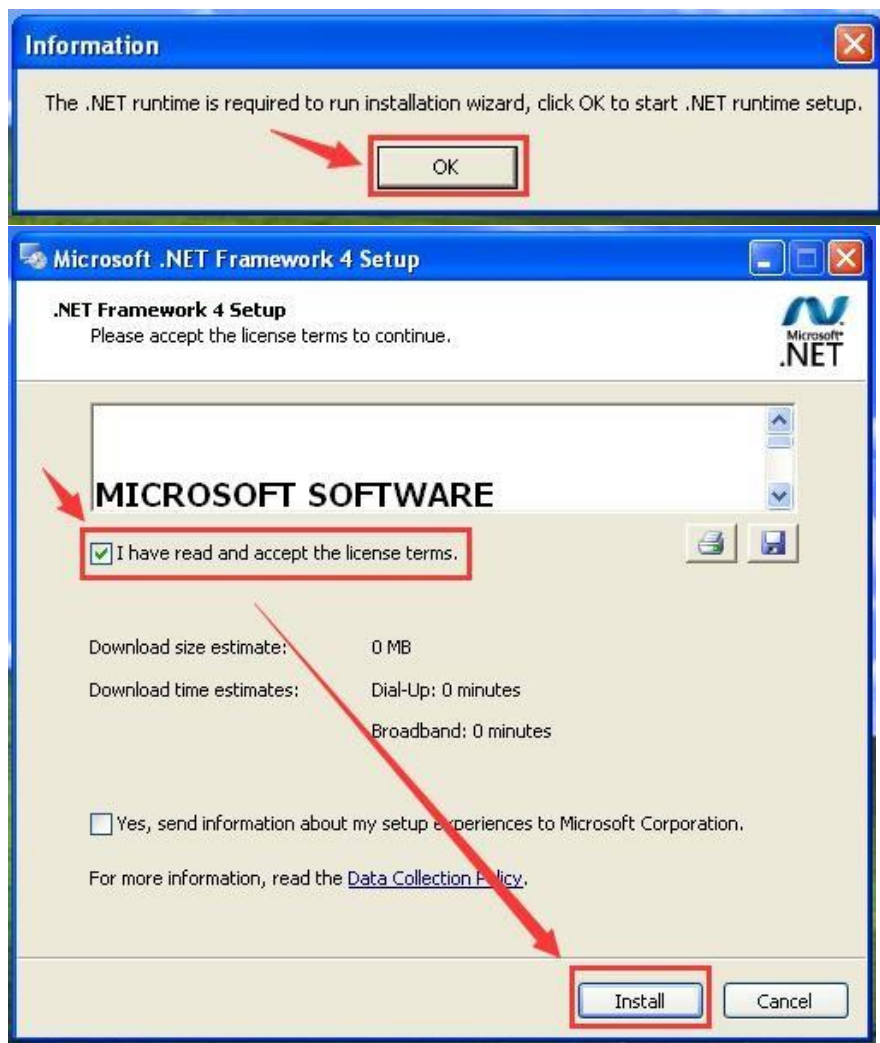 Information
The .NET runtime is required to run installation wizard, click OK to start .NET runtime setup.
OK
Microsoft .NET Framework 4 Setup
.NET Framework 4 Setup
Please accept the license terms to continue.
Microsoft
.NET
MICROSOFT SOFTWARE
I have read and accept the license terms.
Download size estimate: 0 MB
Download time estimates: Dial-Up: 0 minutes
Broadband: 0 minutes
Yes, send information about my setup experiences to Microsoft Corporation.
For more information, read the Data Collection Policy.
Install Cancel